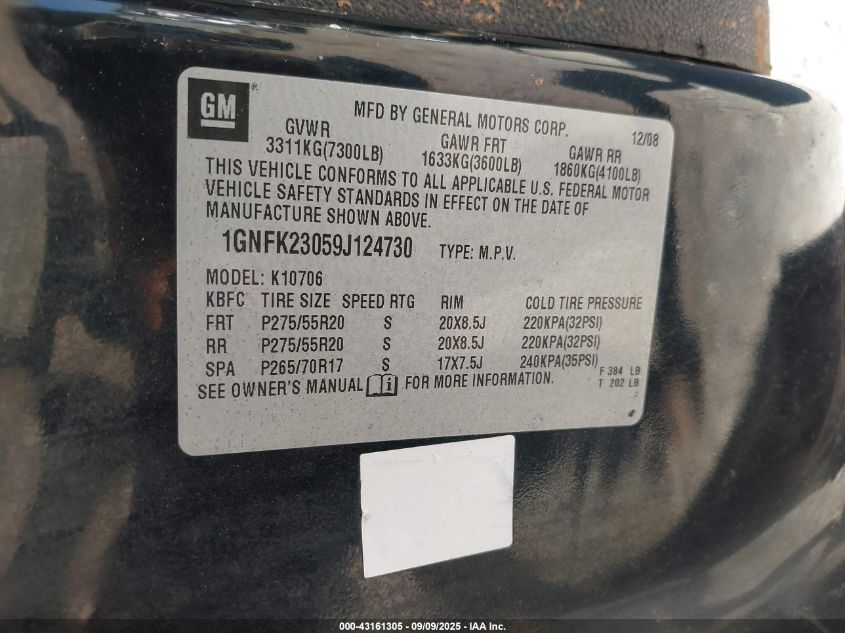 GM®
MFD BY GENERAL MOTORS CORP. 12/08
GVWR GAWR FRT GAWR RR
3311KG(7300LB) 1633KG(3600LB) 1860KG(4100LB)
THIS VEHICLE CONFORMS TO ALL APPLICABLE U.S. FEDERAL MOTOR
VEHICLE SAFETY STANDARDS IN EFFECT ON THE DATE OF
MANUFACTURE SHOWN ABOVE.
1GNFK23059J124730 TYPE: M.P.V.
MODEL: K10706
KBFC TIRE SIZE SPEED RTG RIM COLD TIRE PRESSURE
FRT P275/55R20 S 20X8.5J 220KPA(32PSI)
RR P275/55R20 S 20X8.5J 220KPA(32PSI)
SPA P265/70R17 S 17X7.5J 240KPA(35PSI)
F 384 LB
T 202 LB
SEE OWNER'S MANUAL FOR MORE INFORMATION.
000-43161305 - 09/09/2025 - IAA Inc.